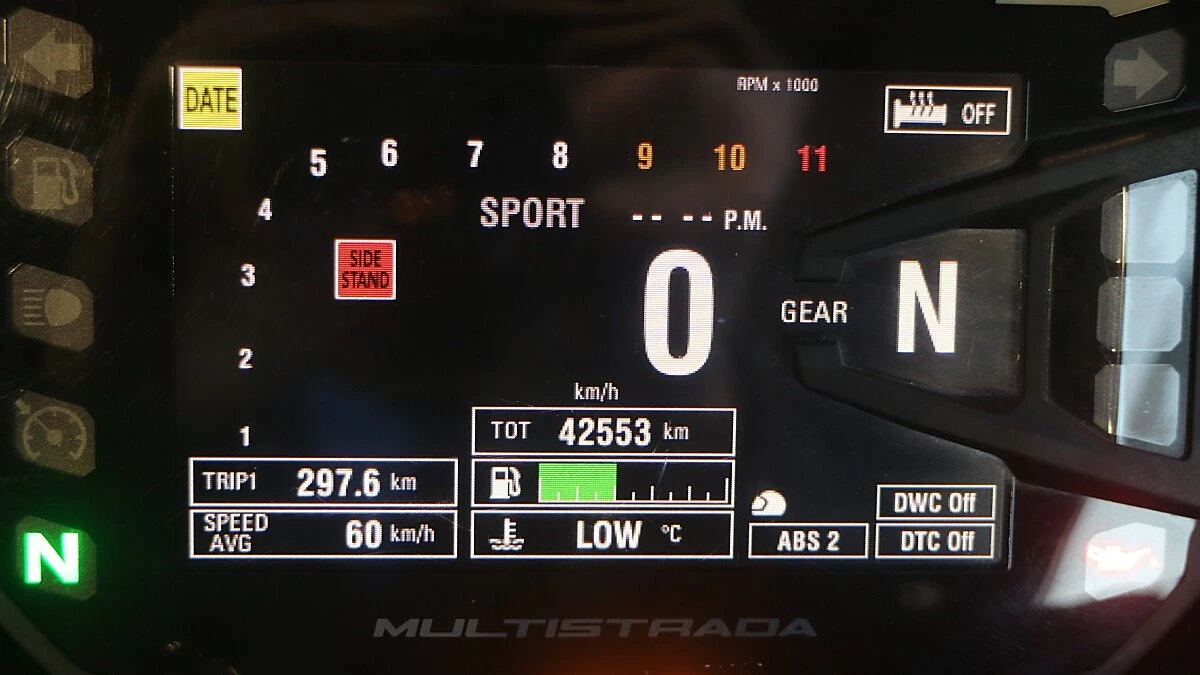 DATE
RPM x 1000
OFF
5 6 7 8 9 10 11
4
SPORT -- -- P.M.
SIDE
STAND
3
0
GEAR N
2
km/h
1
TOT 42553 km
TRIP1 297.6 km
SPEED
AVG 60 km/h
LOW °C
ABS 2
DWC Off
DTC Off
N
MULTISTRADA